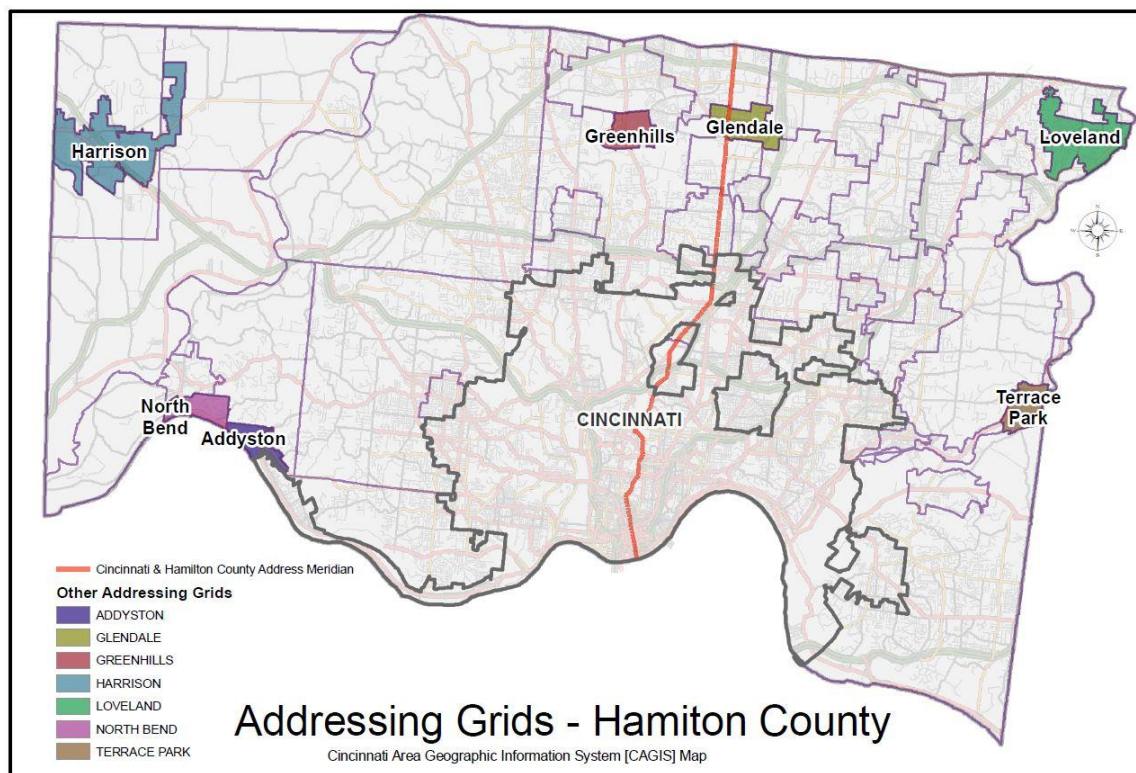 Harrison
Greenhills
Glendale
Loveland
N
W E
S
North
Bend
Addyston
CINCINNATI
Terrace
Park
Cincinnati & Hamilton County Address Meridian
Other Addressing Grids
ADDYSTON
GLENDALE
GREENHILLS
HARRISON
LOVELAND
NORTH BEND
TERRACE PARK
Addressing Grids - Hamiton County
Cincinnati Area Geographic Information System [CAGIS] Map